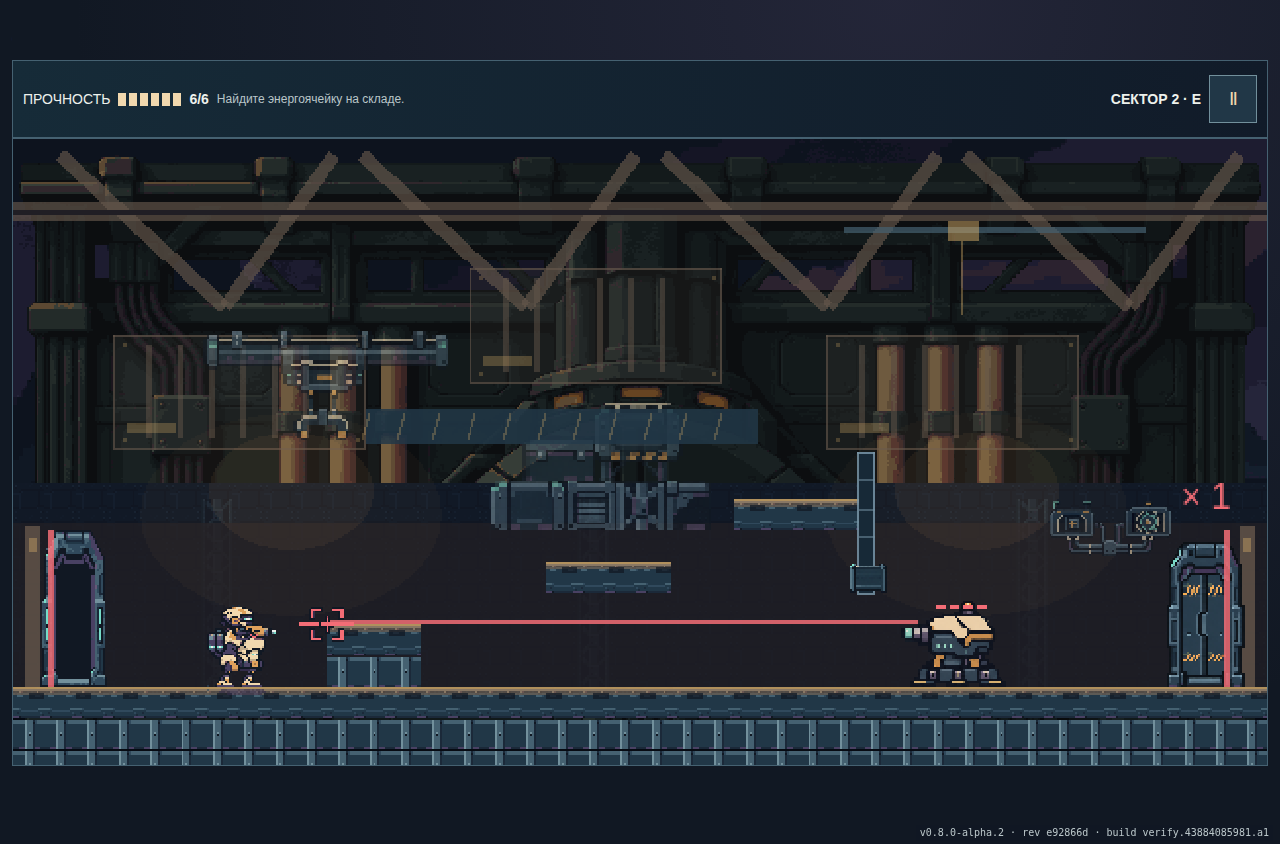 ПРОЧНОСТЬ 6/6 Найдите энергоячейку на складе.
СЕКТОР 2 · E
× 1
v0.8.0-alpha.2 · rev e92866d · build verify.43884085981.a1